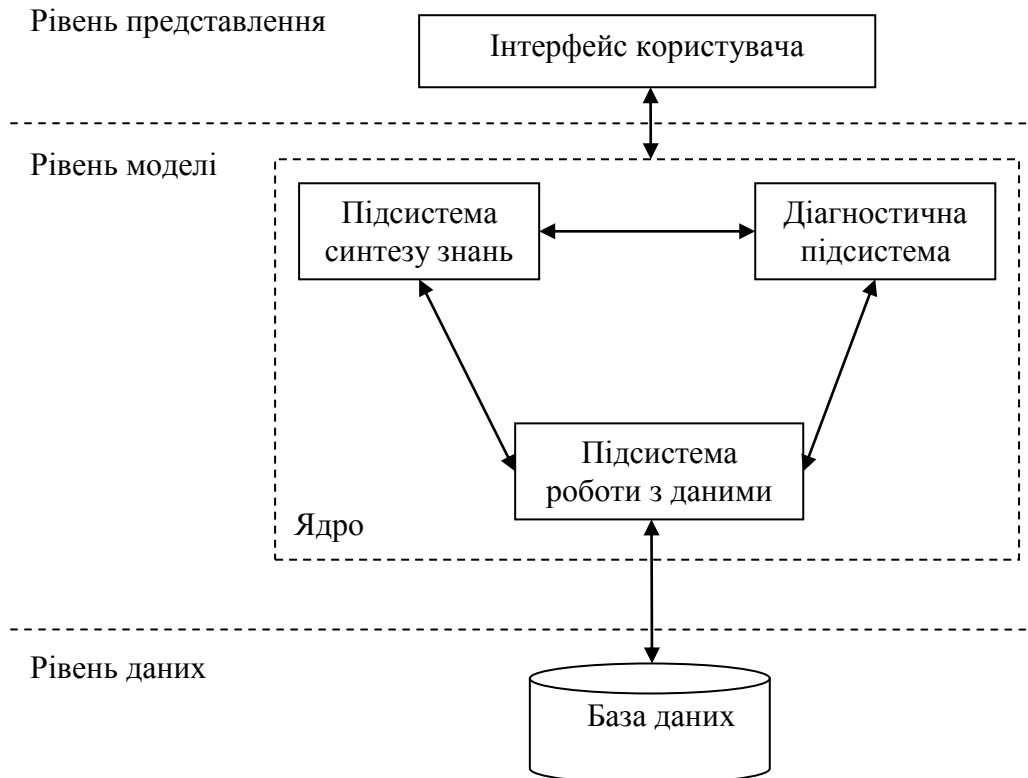 Рівень представлення
Інтерфейс користувача
Рівень моделі
Підсистема
синтезу знань
Діагностична
підсистема
Підсистема
роботи з даними
Ядро
Рівень даних
База даних